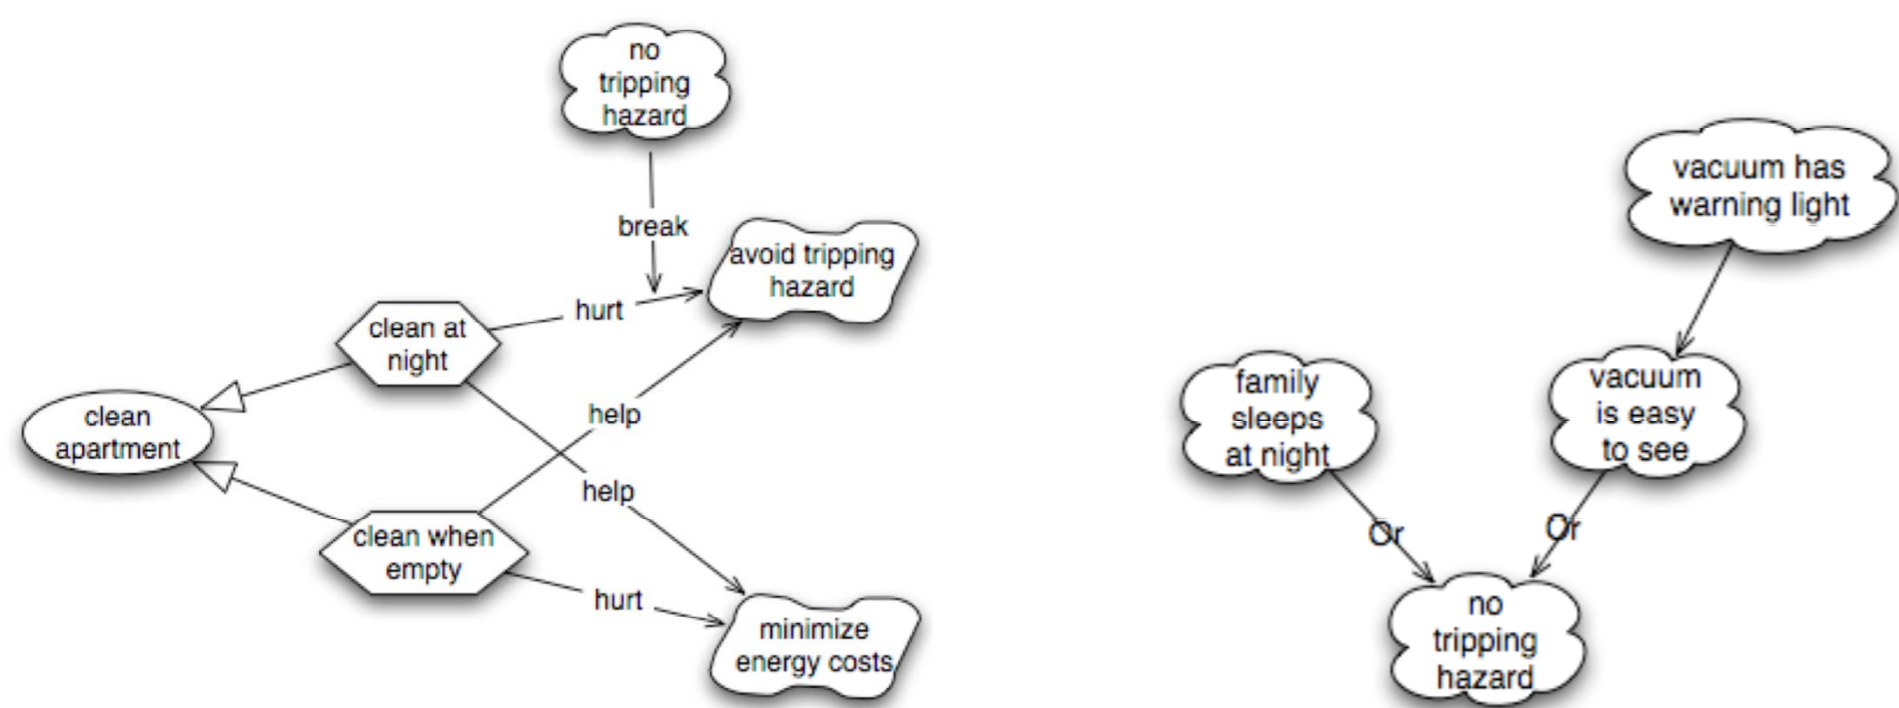 no
tripping
hazard
break
avoid tripping
hazard
hurt
clean at
night
clean
apartment
help
help
clean when
empty
hurt
minimize
energy costs
vacuum has
warning light
family
sleeps
at night
vacuum
is easy
to see
Or
Or
no
tripping
hazard